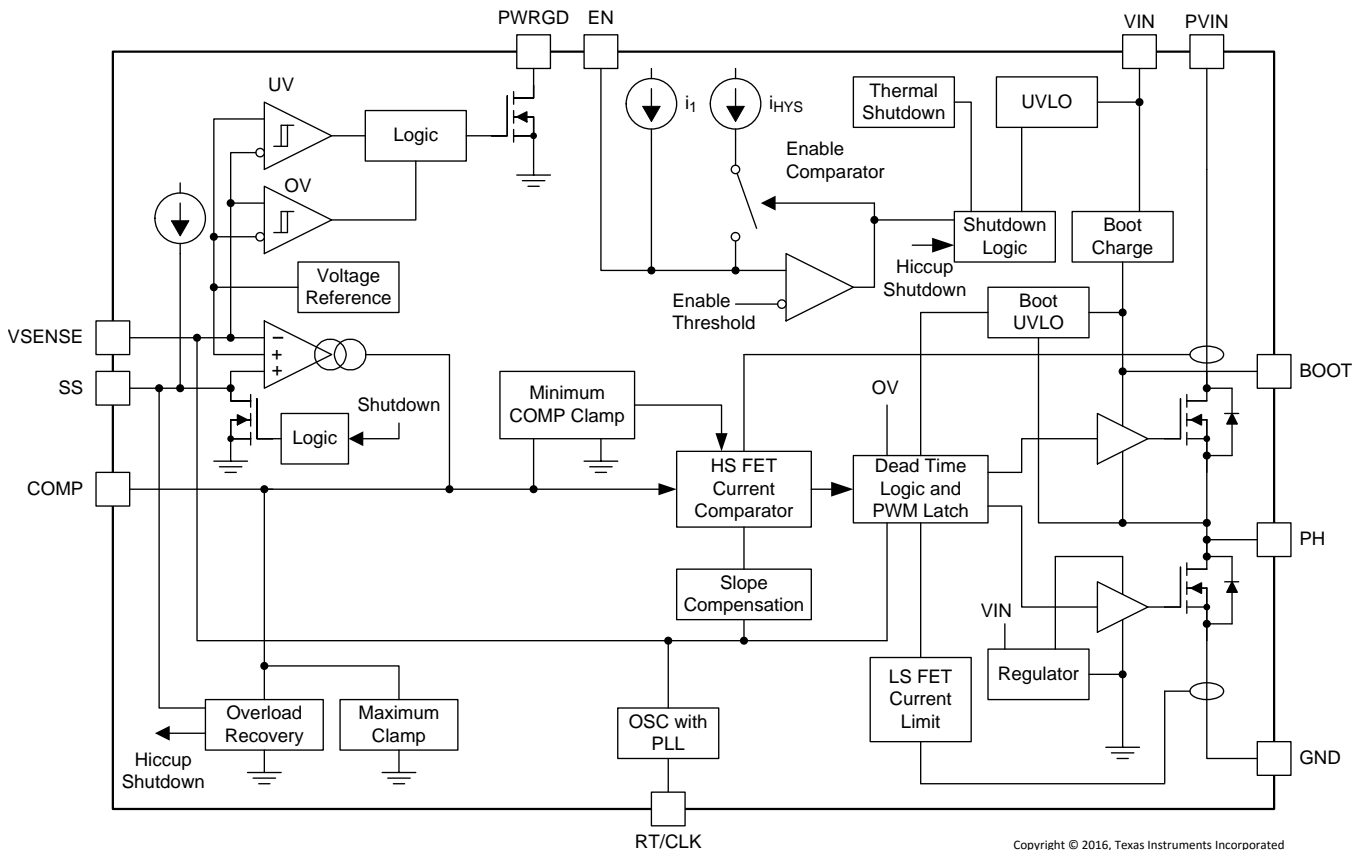 PWRGD
EN
VIN
PVIN
UV
Logic
i1
iHYS
Thermal
Shutdown
UVLO
Enable
Comparator
OV
Shutdown
Logic
Boot
Charge
Hiccup
Shutdown
Voltage
Reference
Enable
Threshold
Boot
UVLO
VSENSE
−
+
+
SS
BOOT
Shutdown
Logic
Minimum
COMP Clamp
OV
COMP
HS FET
Current
Comparator
Dead Time
Logic and
PWM Latch
PH
Slope
Compensation
VIN
Regulator
LS FET
Current
Limit
Overload
Recovery
Maximum
Clamp
OSC with
PLL
Hiccup
Shutdown
GND
RT/CLK
Copyright © 2016, Texas Instruments Incorporated